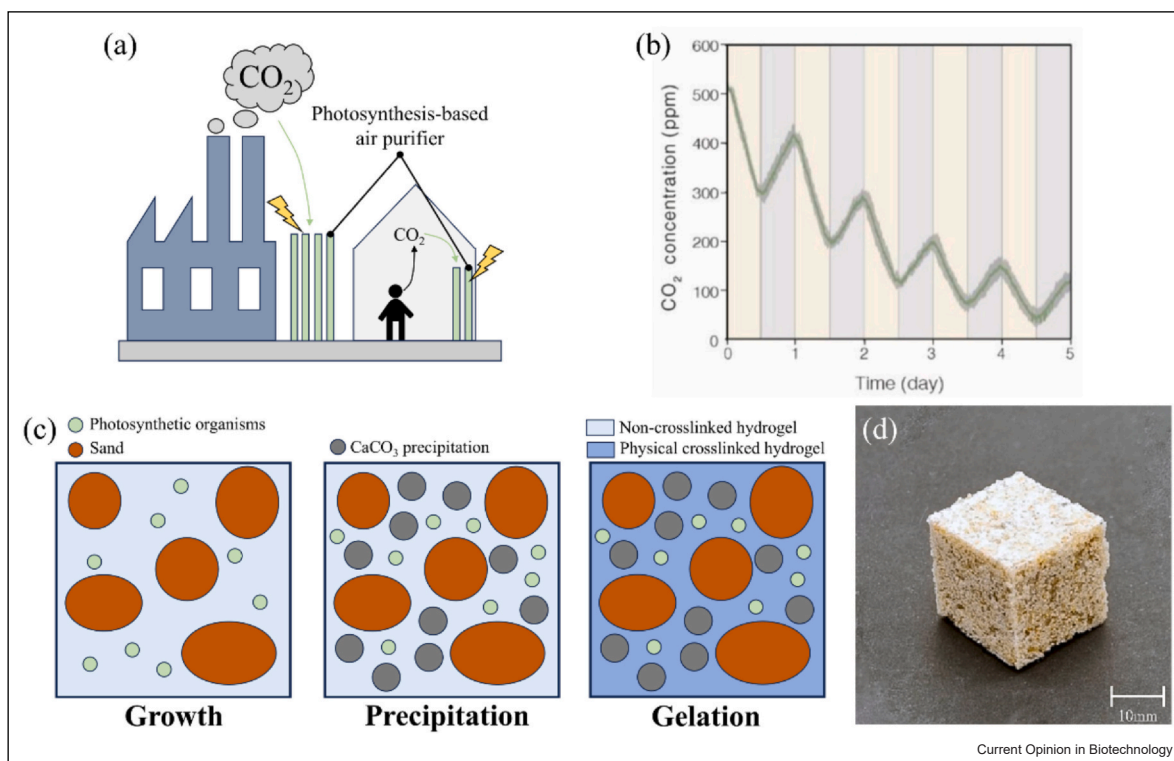 (a)
CO2
Photosynthesis-based
air purifier
CO2
(b)
CO2 concentration (ppm)
600
500
400
300
200
100
0
0 1 2 3 4 5
Time (day)
(c)
Photosynthetic organisms
Sand
CaCO3 precipitation
Non-crosslinked hydrogel
Physical crosslinked hydrogel
Growth
Precipitation
Gelation
(d)
10mm
Current Opinion in Biotechnology